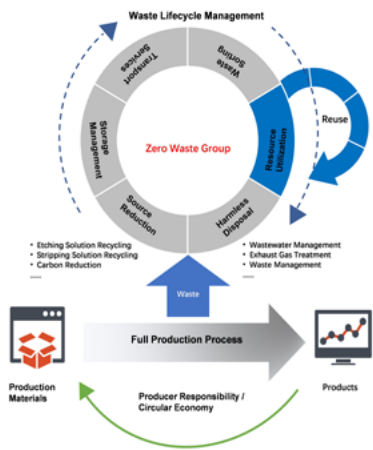 Waste Lifecycle Management
Transport
Services
Waste
Sorting
Storage
Management
Zero Waste Group
Resource
Utilization
Reuse
Source
Reduction
Harmless
Disposal
• Etching Solution Recycling
• Stripping Solution Recycling
• Carbon Reduction
• Wastewater Management
• Exhaust Gas Treatment
• Waste Management
Waste
Full Production Process
Production
Materials
Products
Producer Responsibility /
Circular Economy